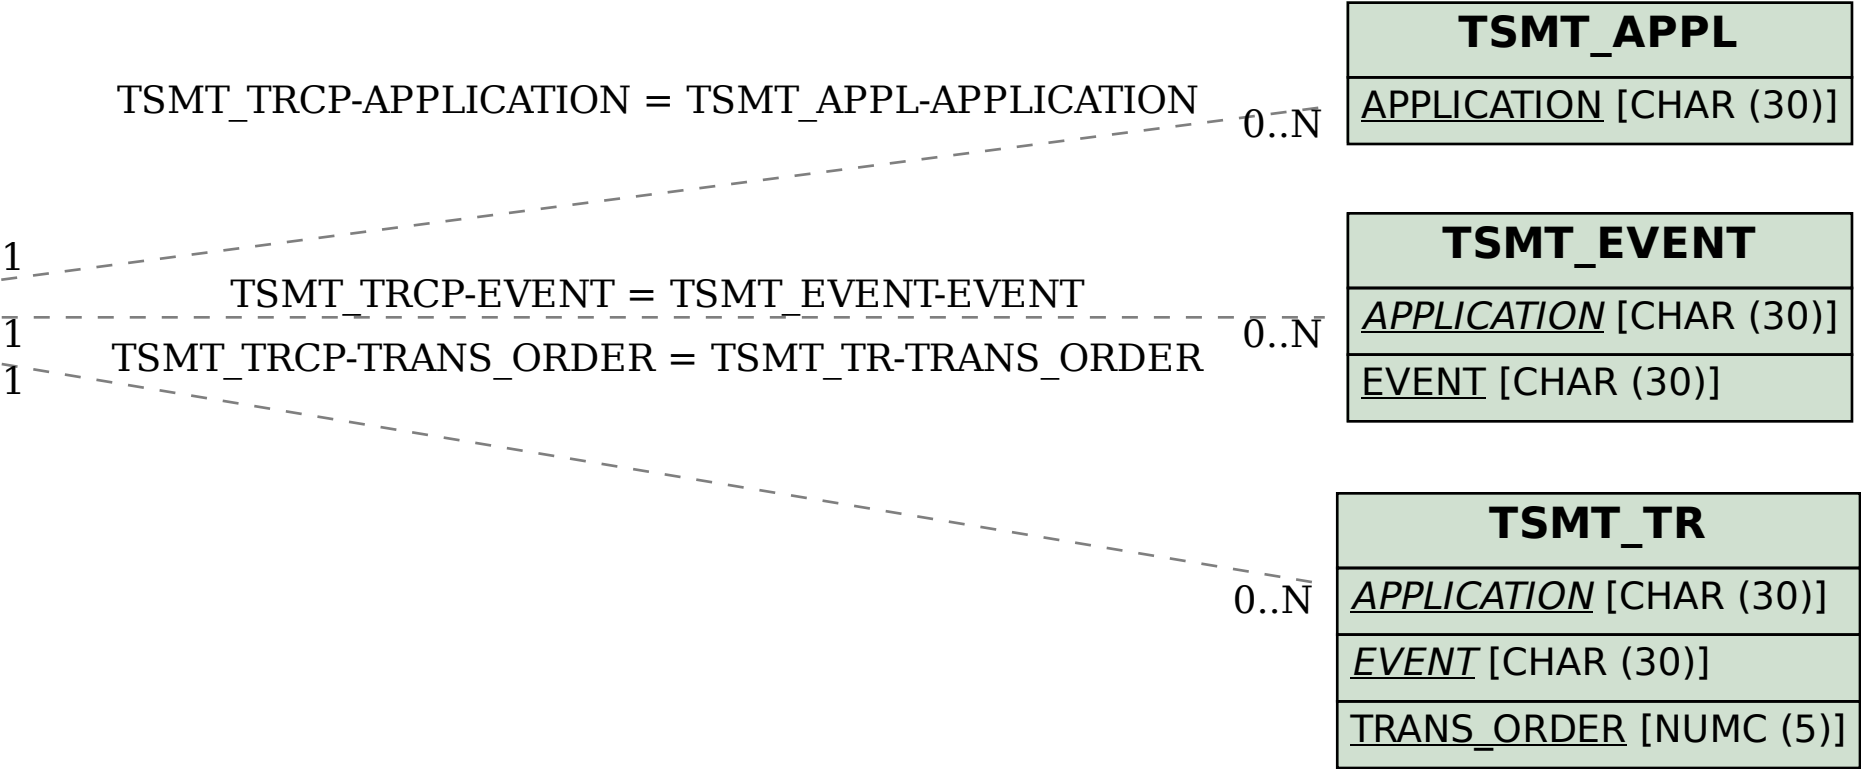 TSMT_APPL
APPLICATION [CHAR (30)]
TSMT_TRCP-APPLICATION = TSMT_APPL-APPLICATION
0..N
1
TSMT_EVENT
APPLICATION [CHAR (30)]
EVENT [CHAR (30)]
TSMT_TRCP-EVENT = TSMT_EVENT-EVENT
0..N
1
TSMT_TRCP-TRANS_ORDER = TSMT_TR-TRANS_ORDER
1
0..N
TSMT_TR
APPLICATION [CHAR (30)]
EVENT [CHAR (30)]
TRANS_ORDER [NUMC (5)]